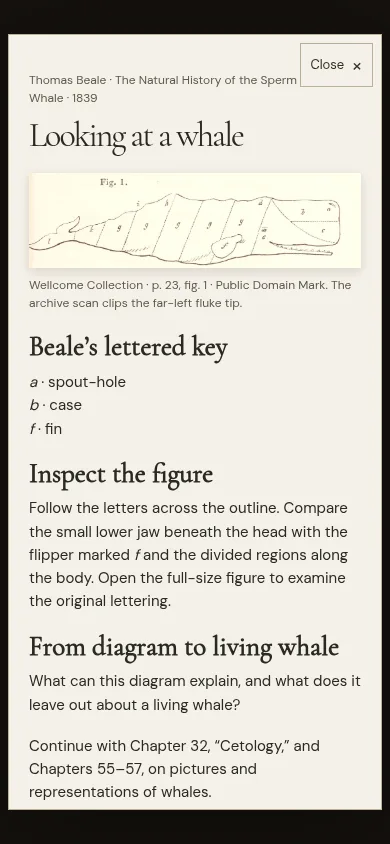 Close ×
Thomas Beale · The Natural History of the Sperm
Whale · 1839
Looking at a whale
Fig. 1.
Wellcome Collection · p. 23, fig. 1 · Public Domain Mark. The
archive scan clips the far-left fluke tip.
Beale’s lettered key
a · spout-hole
b · case
f · fin
Inspect the figure
Follow the letters across the outline. Compare
the small lower jaw beneath the head with the
flipper marked f and the divided regions along
the body. Open the full-size figure to examine
the original lettering.
From diagram to living whale
What can this diagram explain, and what does it
leave out about a living whale?
Continue with Chapter 32, “Cetology,” and
Chapters 55–57, on pictures and
representations of whales.